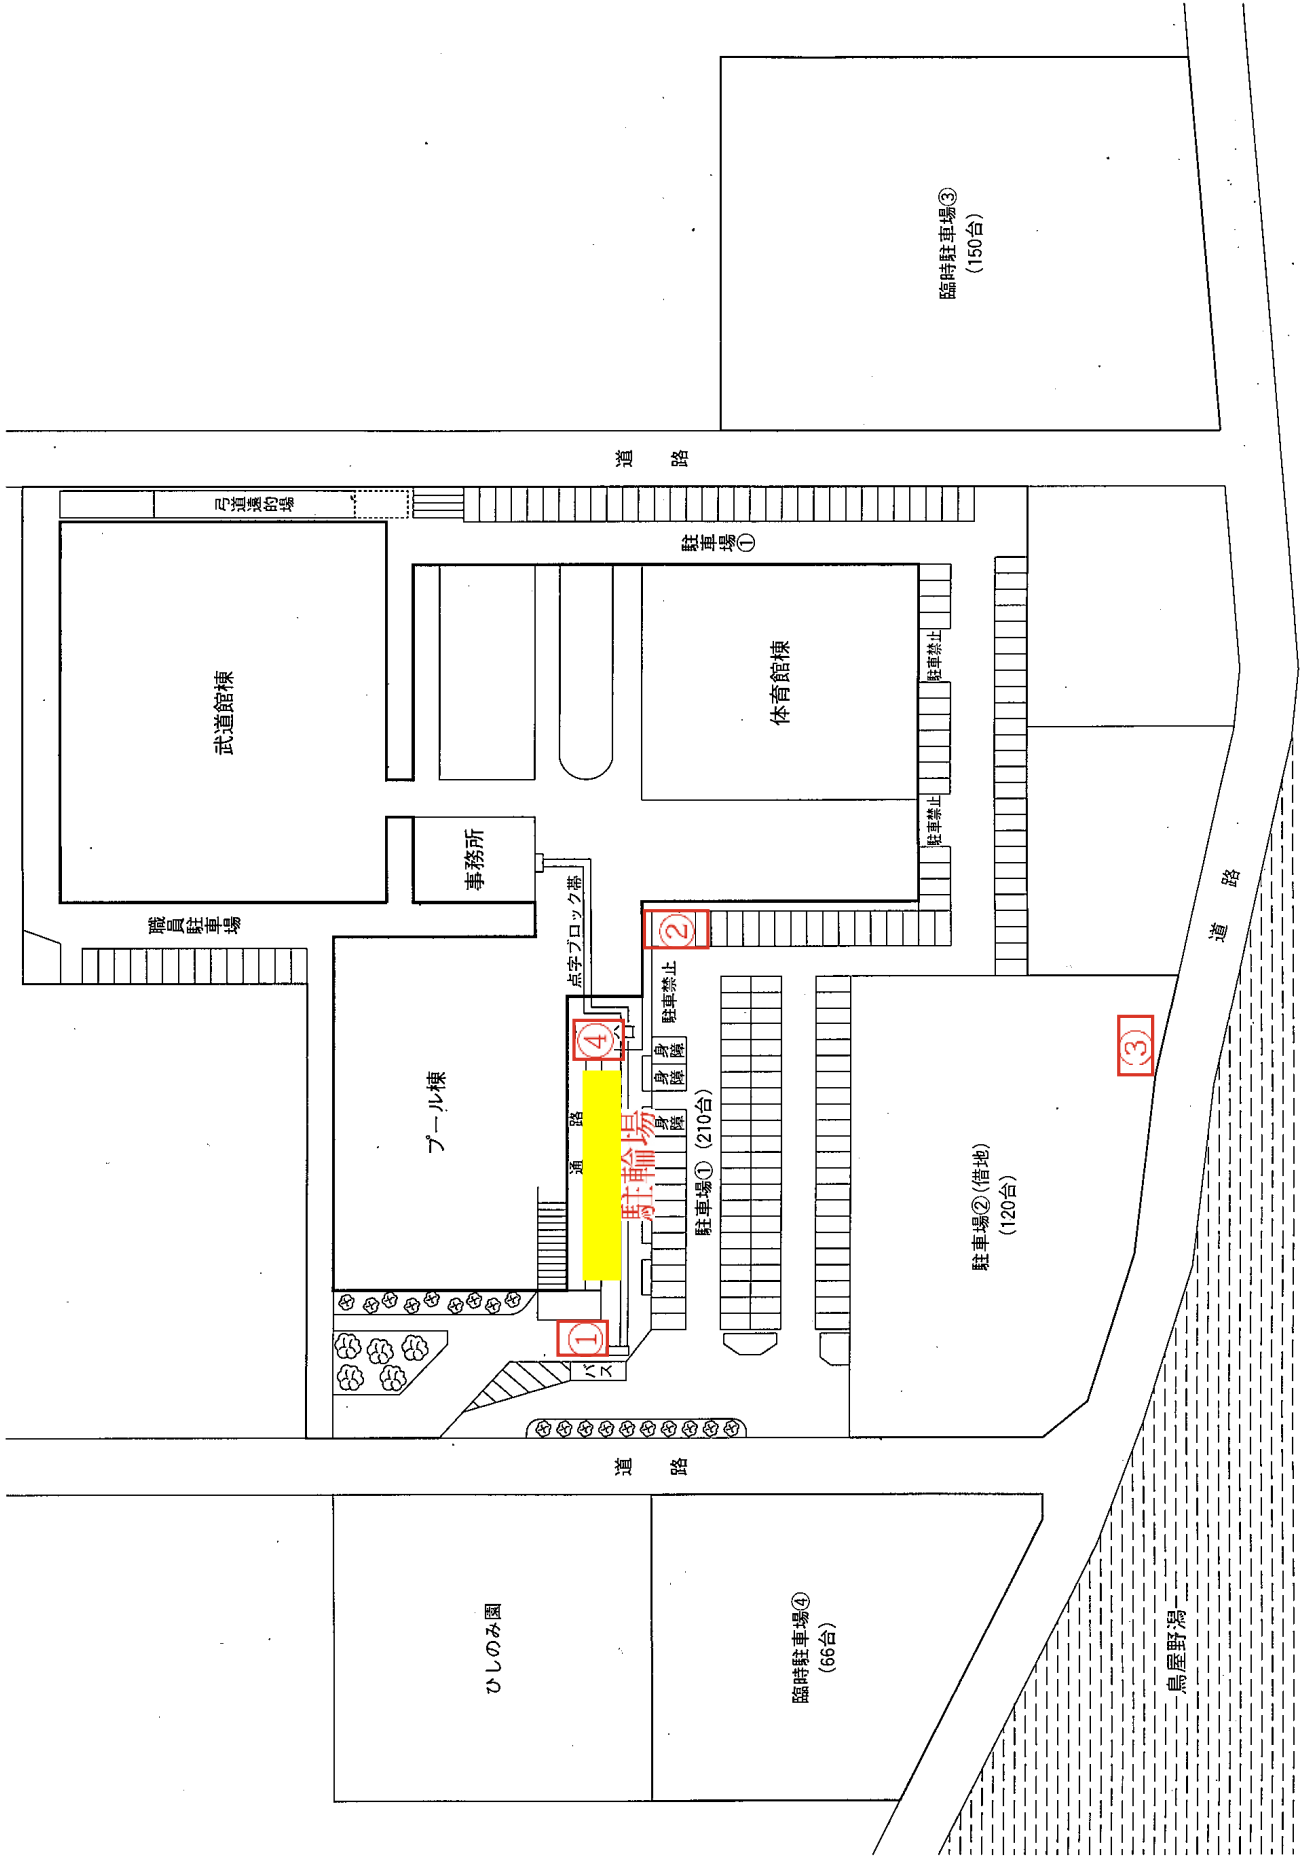 臨時駐車場③
(150台)
道路
弓道遠的場
駐車場①
武道館棟
体育館棟
駐車禁止
駐車禁止
事務所
点字ブロック帯
職員駐車場
道路
②
駐車禁止
④
身障
身障
身障
プール棟
通路
駐輪場
駐車場①(210台)
③
駐車場②(借地)
(120台)
①
バス
道路
ひしのみ園
臨時駐車場④
(66台)
鳥屋野潟